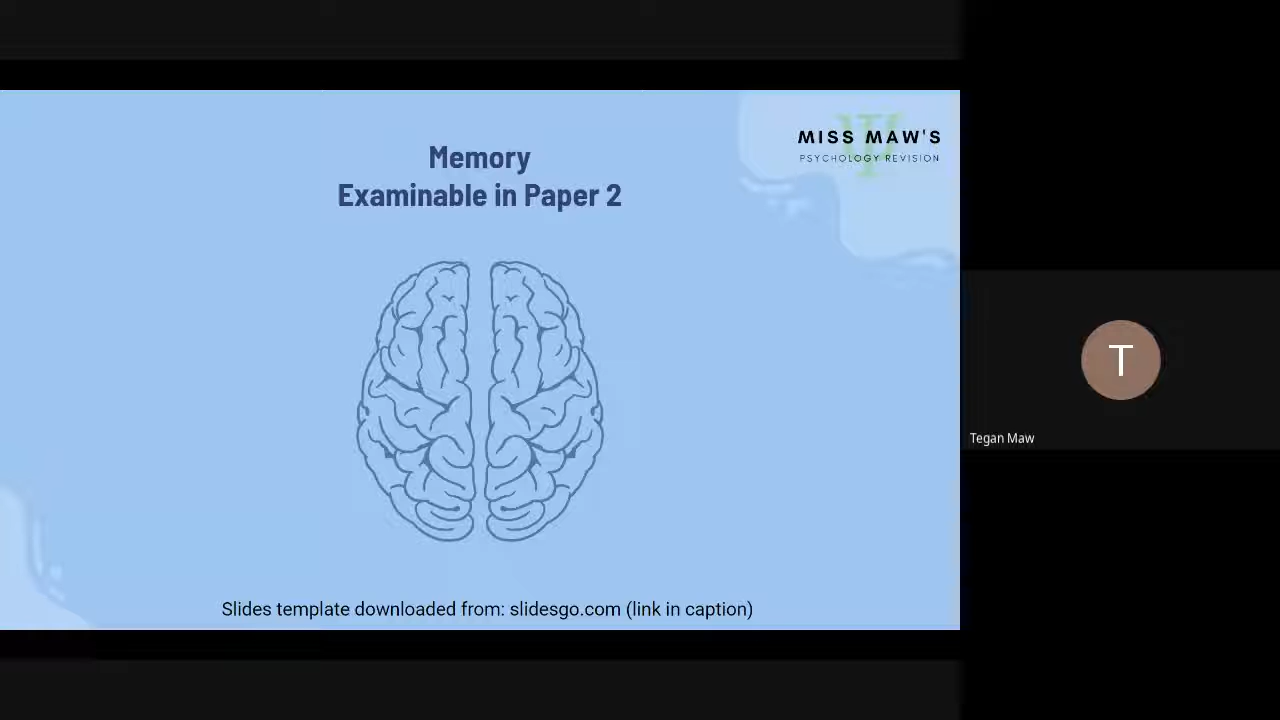 MISS MAW'S
PSYCHOLOGY REVISION
Memory
Examinable in Paper 2
T
Tegan Maw
Slides template downloaded from: slidesgo.com (link in caption)